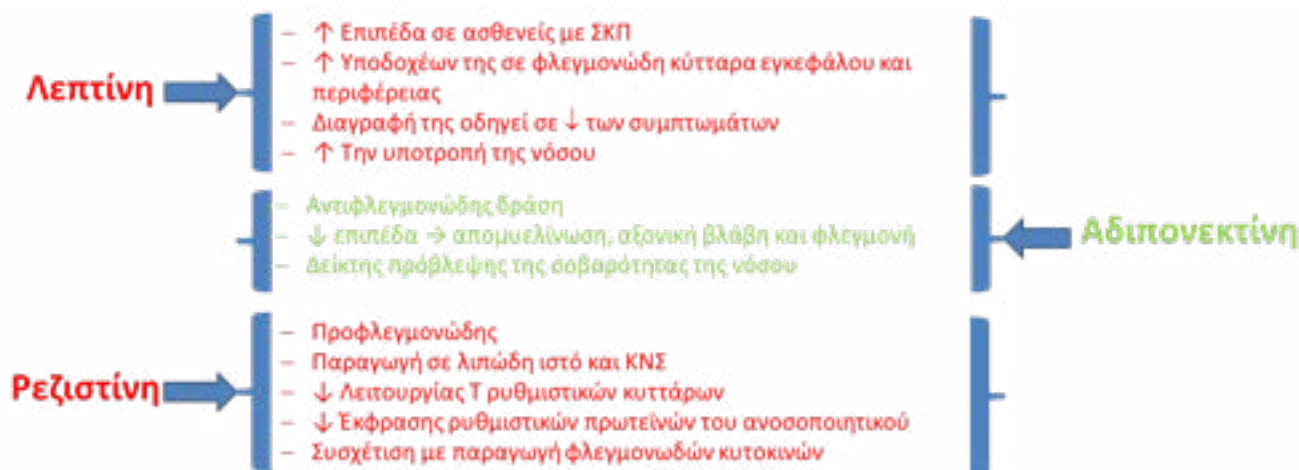 Λεπτίνη
– ↑ Επιπέδα σε ασθενείς με ΣΚΠ
– ↑ Υποδοχέων της σε φλεγμονώδη κύτταρα εγκεφάλου και
περιφέρειας
– Διαγραφή της οδηγεί σε ↓ των συμπτωμάτων
– ↑ Την υποτροπή της νόσου
– Αντιφλεγμονώδης δράση
– ↓ επιπέδα → απομυελίνωση, αξονική βλάβη και φλεγμονή
– Δείκτης πρόβλεψης της σοβαρότητας της νόσου
Αδιπονεκτίνη
Ρεζιστίνη
– Προφλεγμονώδης
– Παραγωγή σε λιπώδη ιστό και ΚΝΣ
– ↓ Λειτουργίας Τ ρυθμιστικών κυττάρων
– ↓ Έκφρασης ρυθμιστικών πρωτεϊνών του ανοσοποιητικού
– Συσχέτιση με παραγωγή φλεγμονωδών κυτοκινών